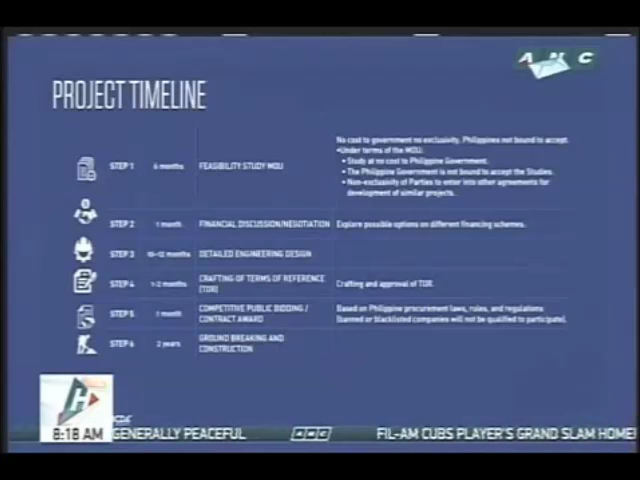 ANC
PROJECT TIMELINE
No cost to government no exclusivity. Philippines not bound to accept.
•Under terms of the MOU:
• Study at no cost to Philippine Government.
STEP 1 6 months FEASIBILITY STUDY MOU
• The Philippine Government is not bound to accept the Studies.
• Non-exclusivity of Parties to enter into other agreements for
development of similar projects.
STEP 2 1 month FINANCIAL DISCUSSION/NEGOTIATION Explore possible options on different financing schemes.
STEP 3 10-12 months DETAILED ENGINEERING DESIGN
STEP 4 1-2 months CRAFTING OF TERMS OF REFERENCE
(TOR) Crafting and approval of TOR.
STEP 5 1 month COMPETITIVE PUBLIC BIDDING / Based on Philippine procurement laws, rules, and regulations
CONTRACT AWARD (banned or blacklisted companies will not be qualified to participate).
STEP 6 2 years GROUND BREAKING AND
CONSTRUCTION
H
8:18 AM GENERALLY PEACEFUL ANC FIL-AM CUBS PLAYER'S GRAND SLAM HOME